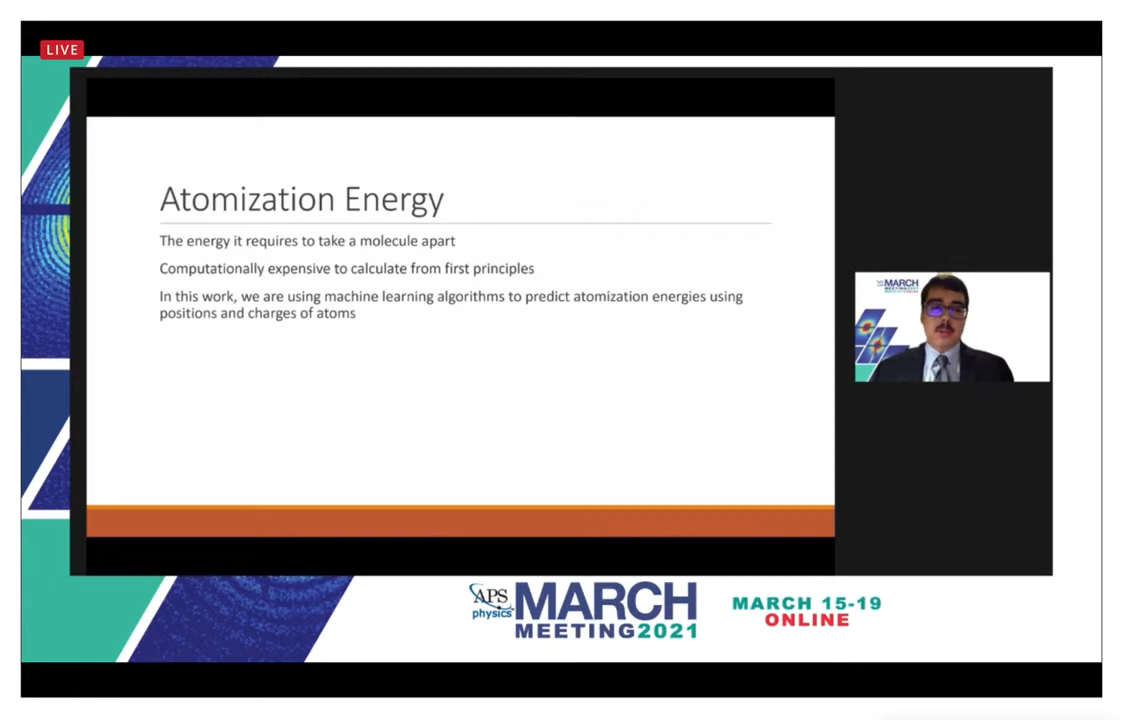 LIVE
Atomization Energy
The energy it requires to take a molecule apart
Computationally expensive to calculate from first principles
In this work, we are using machine learning algorithms to predict atomization energies using
positions and charges of atoms
MARCH
APS
physics
MARCH
MEETING2021
MARCH 15-19
ONLINE